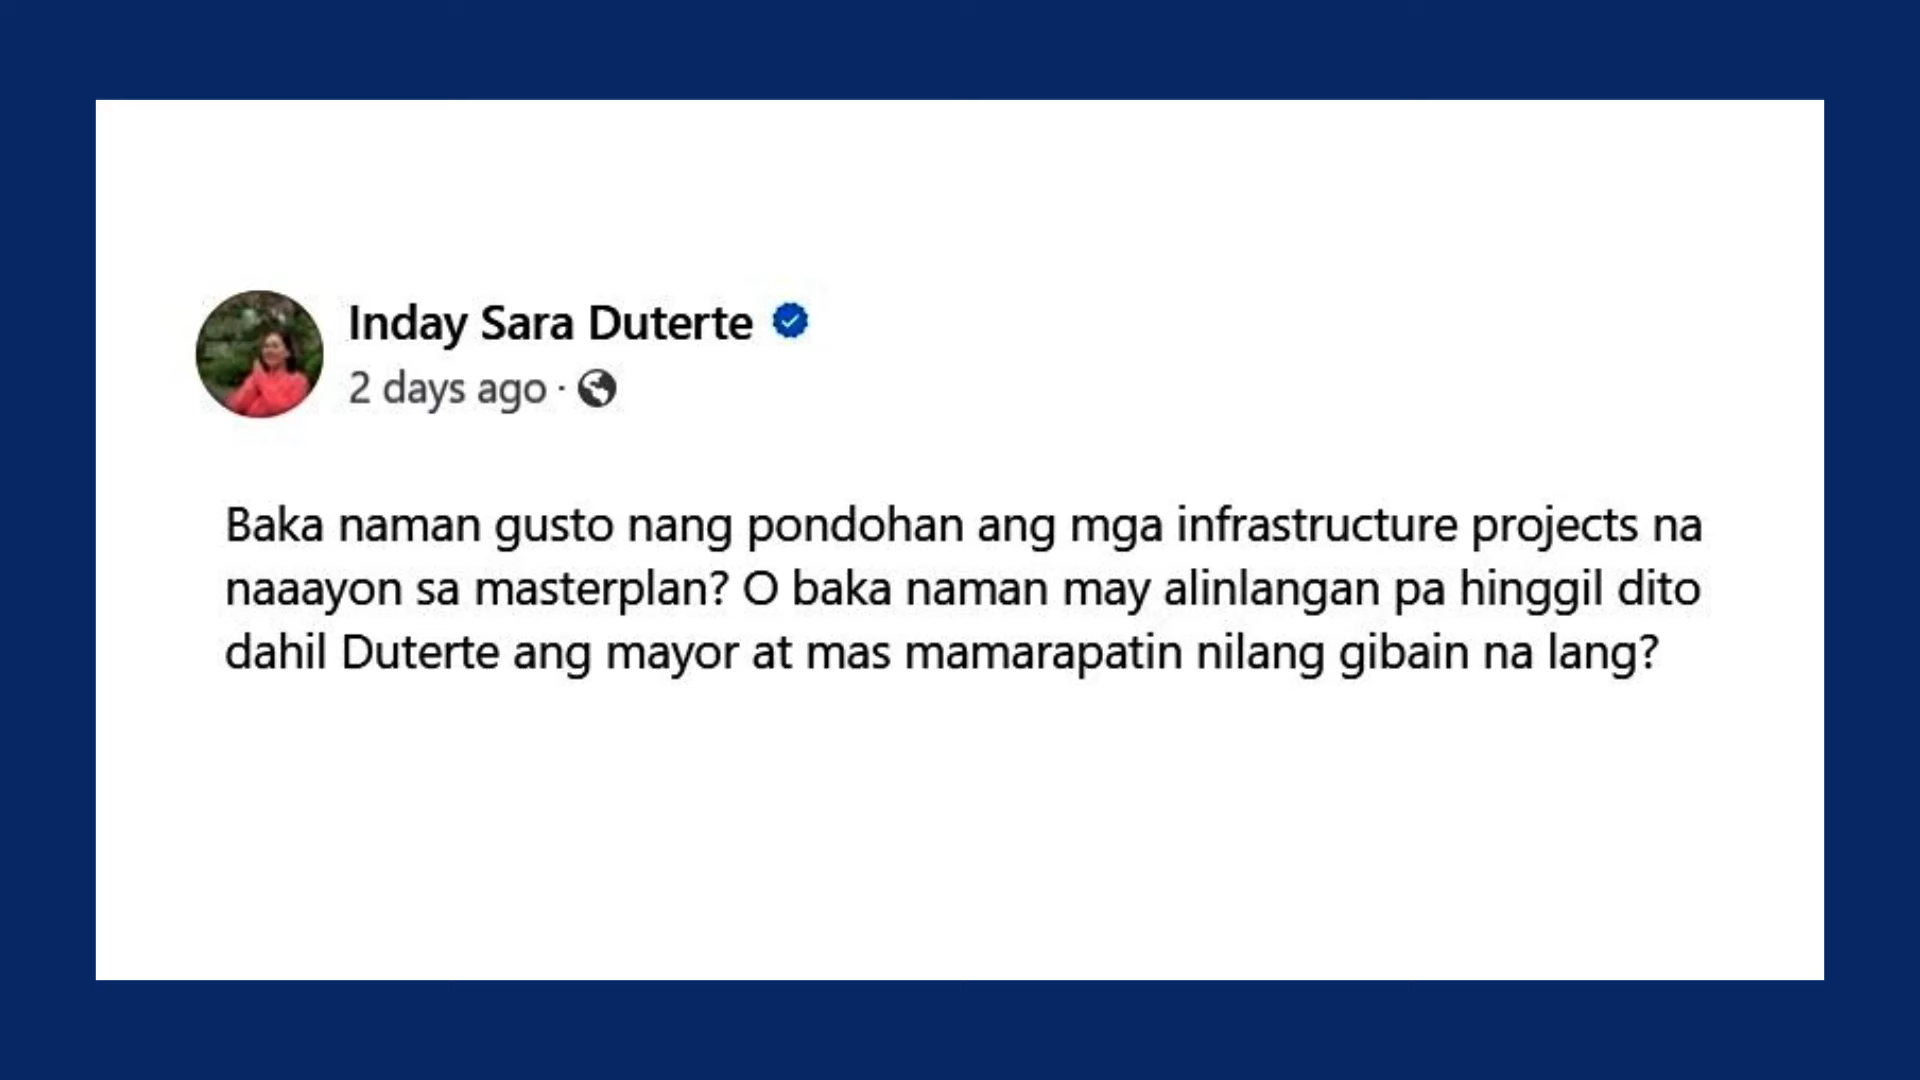 Inday Sara Duterte
2 days ago ·
Baka naman gusto nang pondohan ang mga infrastructure projects na
naaayon sa masterplan? O baka naman may alinlangan pa hinggil dito
dahil Duterte ang mayor at mas mamarapatin nilang gibain na lang?